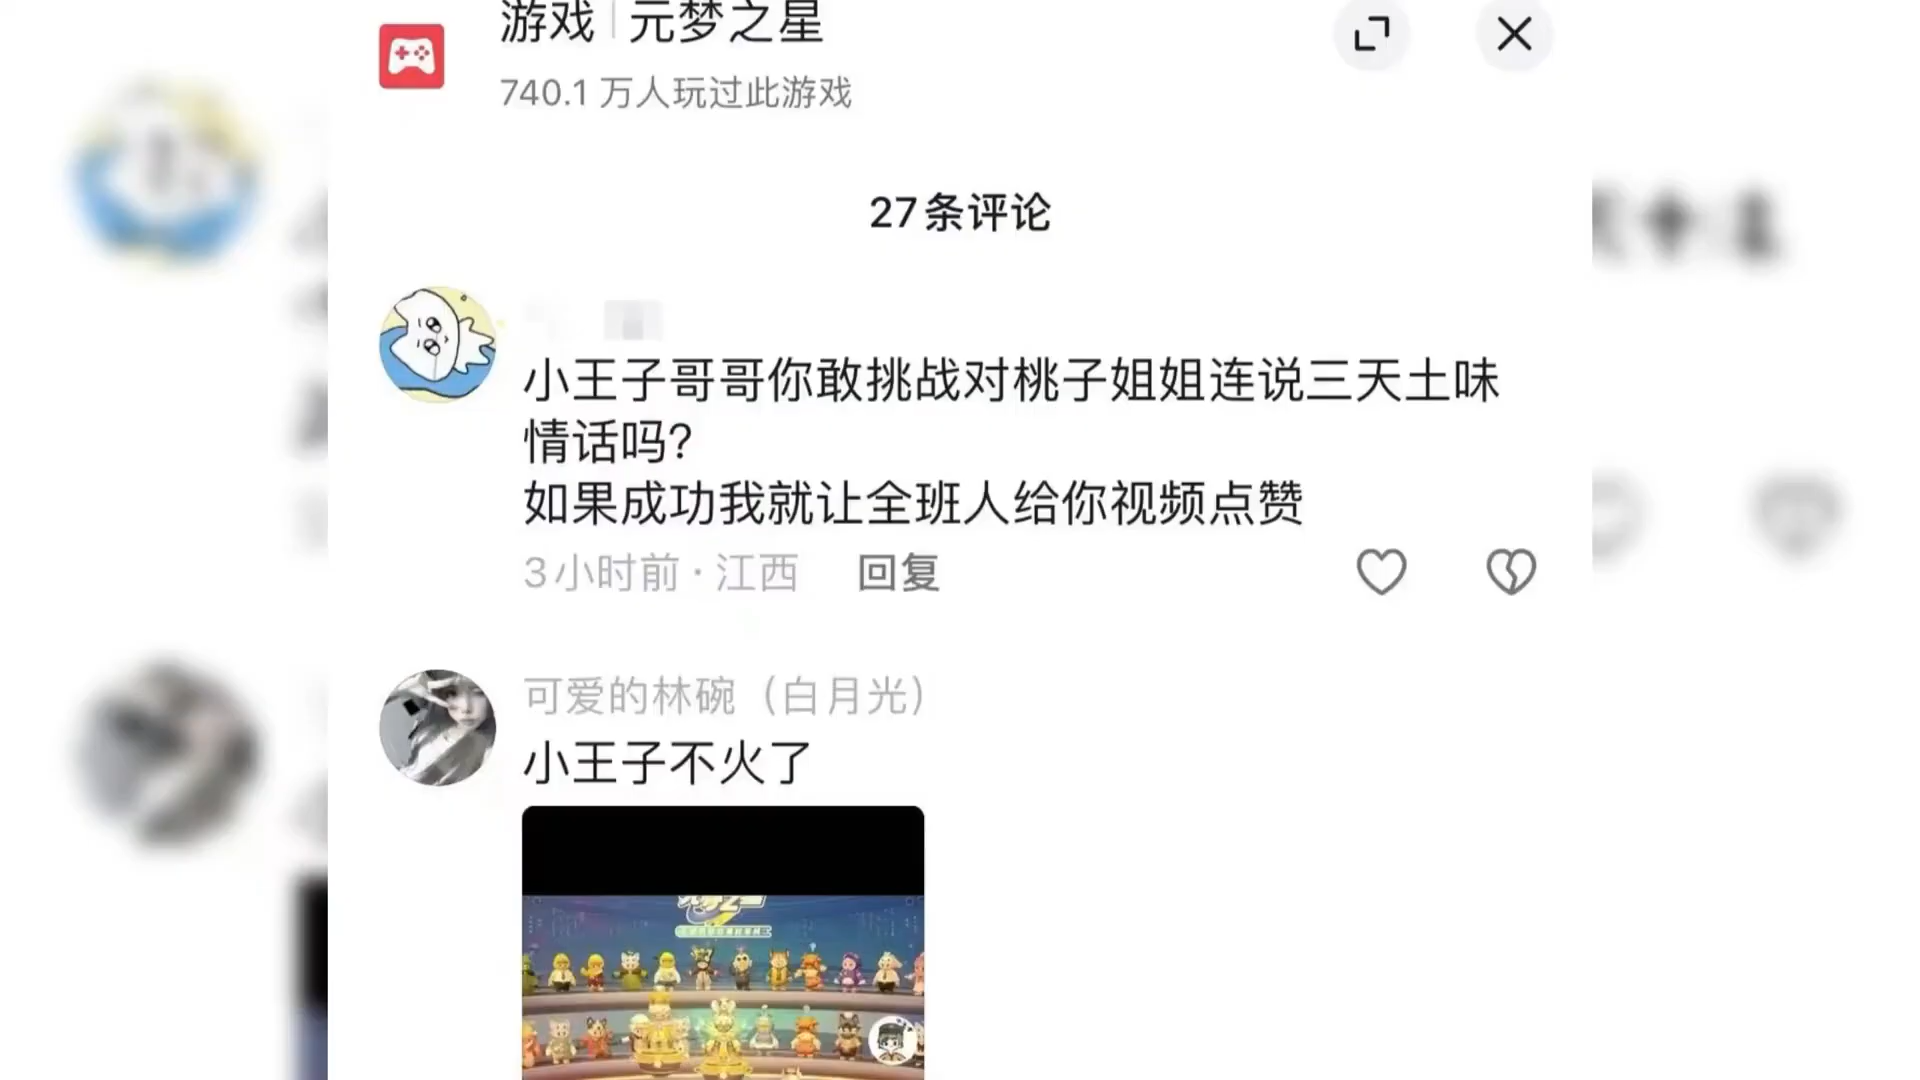 游戏 | 元梦之星
740.1 万人玩过此游戏
27条评论
小王子哥哥你敢挑战对桃子姐姐连说三天土味
情话吗?
如果成功我就让全班人给你视频点赞
3小时前 · 江西 回复
可爱的林碗（白月光）
小王子不火了